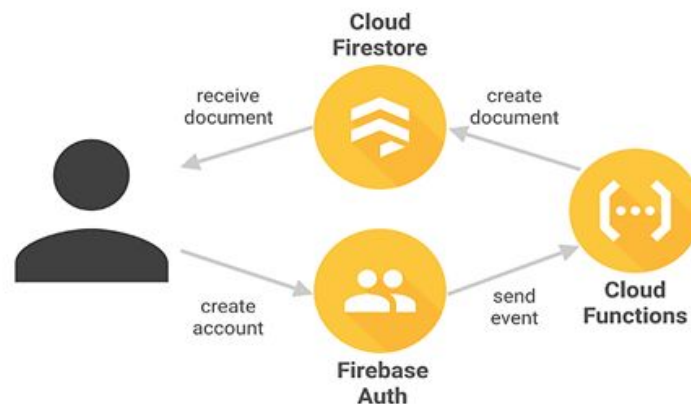 Cloud
Firestore
receive
document
create
document
create
account
send
event
Cloud
Functions
Firebase
Auth